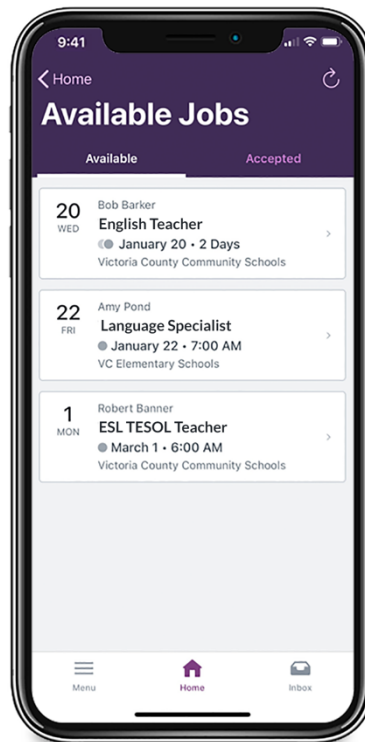 9:41
Home
Available Jobs
Available
Accepted
20
WED
Bob Barker
English Teacher
January 20 • 2 Days
Victoria County Community Schools
22
FRI
Amy Pond
Language Specialist
January 22 • 7:00 AM
VC Elementary Schools
1
MON
Robert Banner
ESL TESOL Teacher
March 1 • 6:00 AM
Victoria County Community Schools
Menu
Home
Inbox